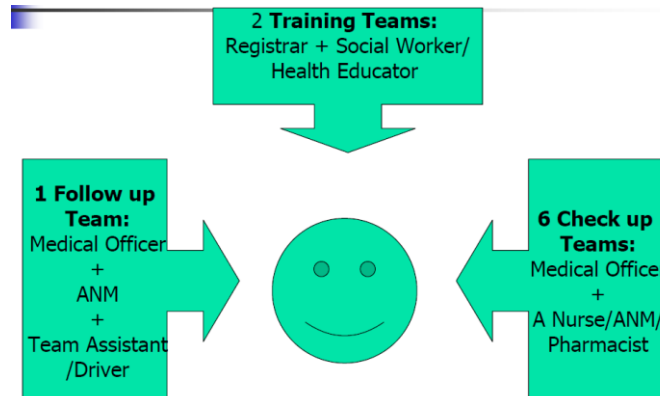 2 Training Teams:
Registrar + Social Worker/
Health Educator
1 Follow up
Team:
Medical Officer
+
ANM
+
Team Assistant
/Driver
6 Check up
Teams:
Medical Office
+
A Nurse/ANM/
Pharmacist